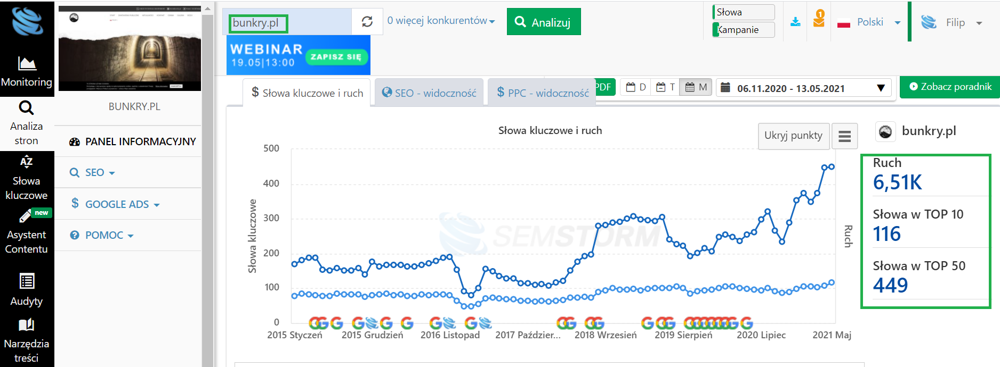 bunkry.pl
0 więcej konkurentów
Analizuj
Słowa
Kampanie
1
Polski
Filip
WEBINAR
19.05|13:00
ZAPISZ SIĘ
Monitoring
Analiza
stron
AZ
Słowa
kluczowe
new
Asystent
Contentu
Audyty
Narzędzia
treści
BUNKRY.PL
PANEL INFORMACYJNY
SEO
GOOGLE ADS
POMOC
$ Słowa kluczowe i ruch
SEO - widoczność
$ PPC - widoczność
PDF
D
T
M
06.11.2020 - 13.05.2021
Zobacz poradnik
Słowa kluczowe i ruch
Ukryj punkty
500
400
300
200
100
0
Słowa kluczowe
Ruch
SEMSTORM
2015 Styczeń
2015 Grudzień
2016 Listopad
2017 Paździer...
2018 Wrzesień
2019 Sierpień
2020 Lipiec
2021 Maj
bunkry.pl
Ruch
6,51K
Słowa w TOP 10
116
Słowa w TOP 50
449